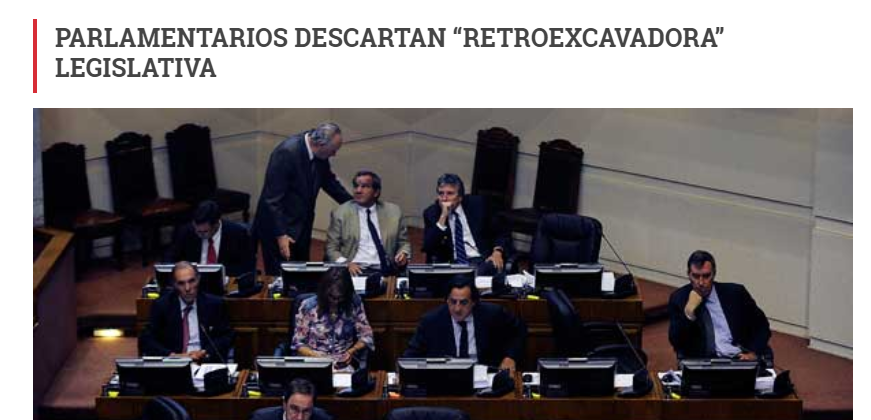 PARLAMENTARIOS DESCARTAN “RETROEXCAVADORA”
LEGISLATIVA